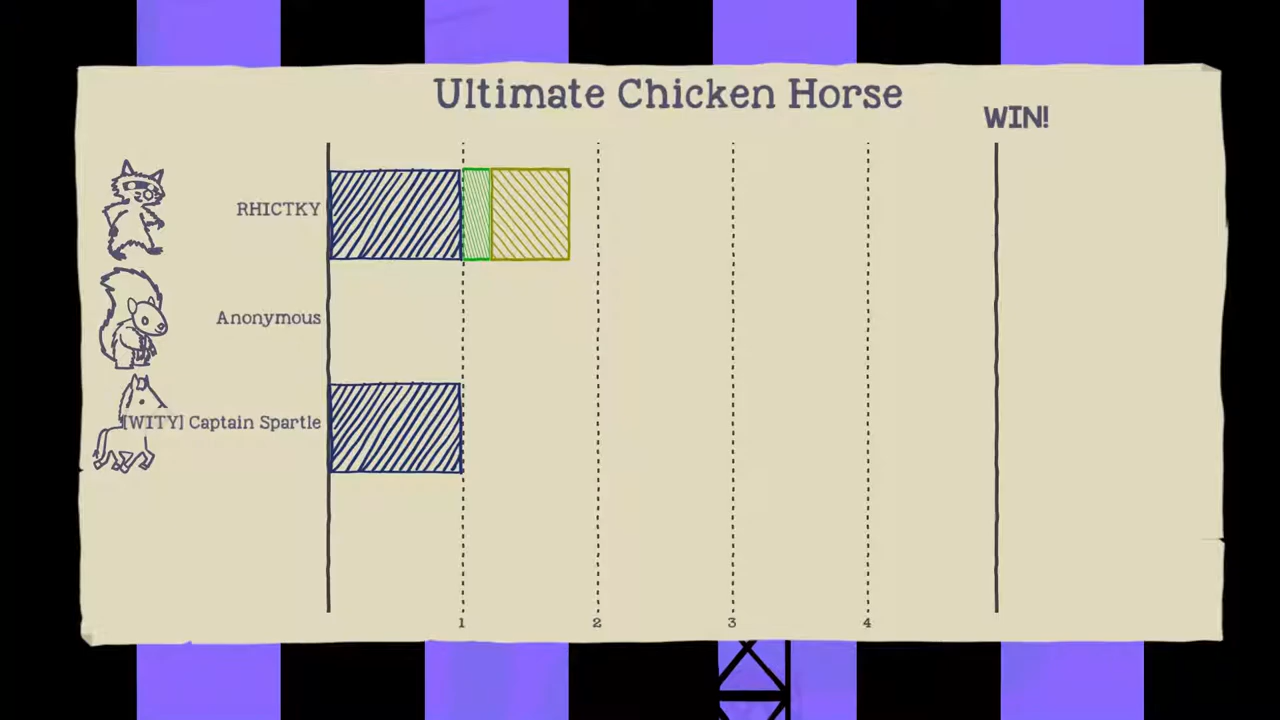 Ultimate Chicken Horse
WIN!
RHICTKY
Anonymous
[WITY] Captain Spartle
1 2 3 4